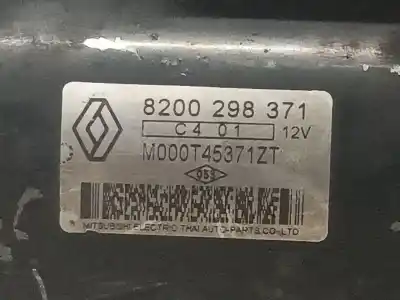 8200 298 371
C4 01 12V
M000T45371ZT
053
MITSUBISHI ELECTRIC THAI AUTO-PARTS CO.,LTD